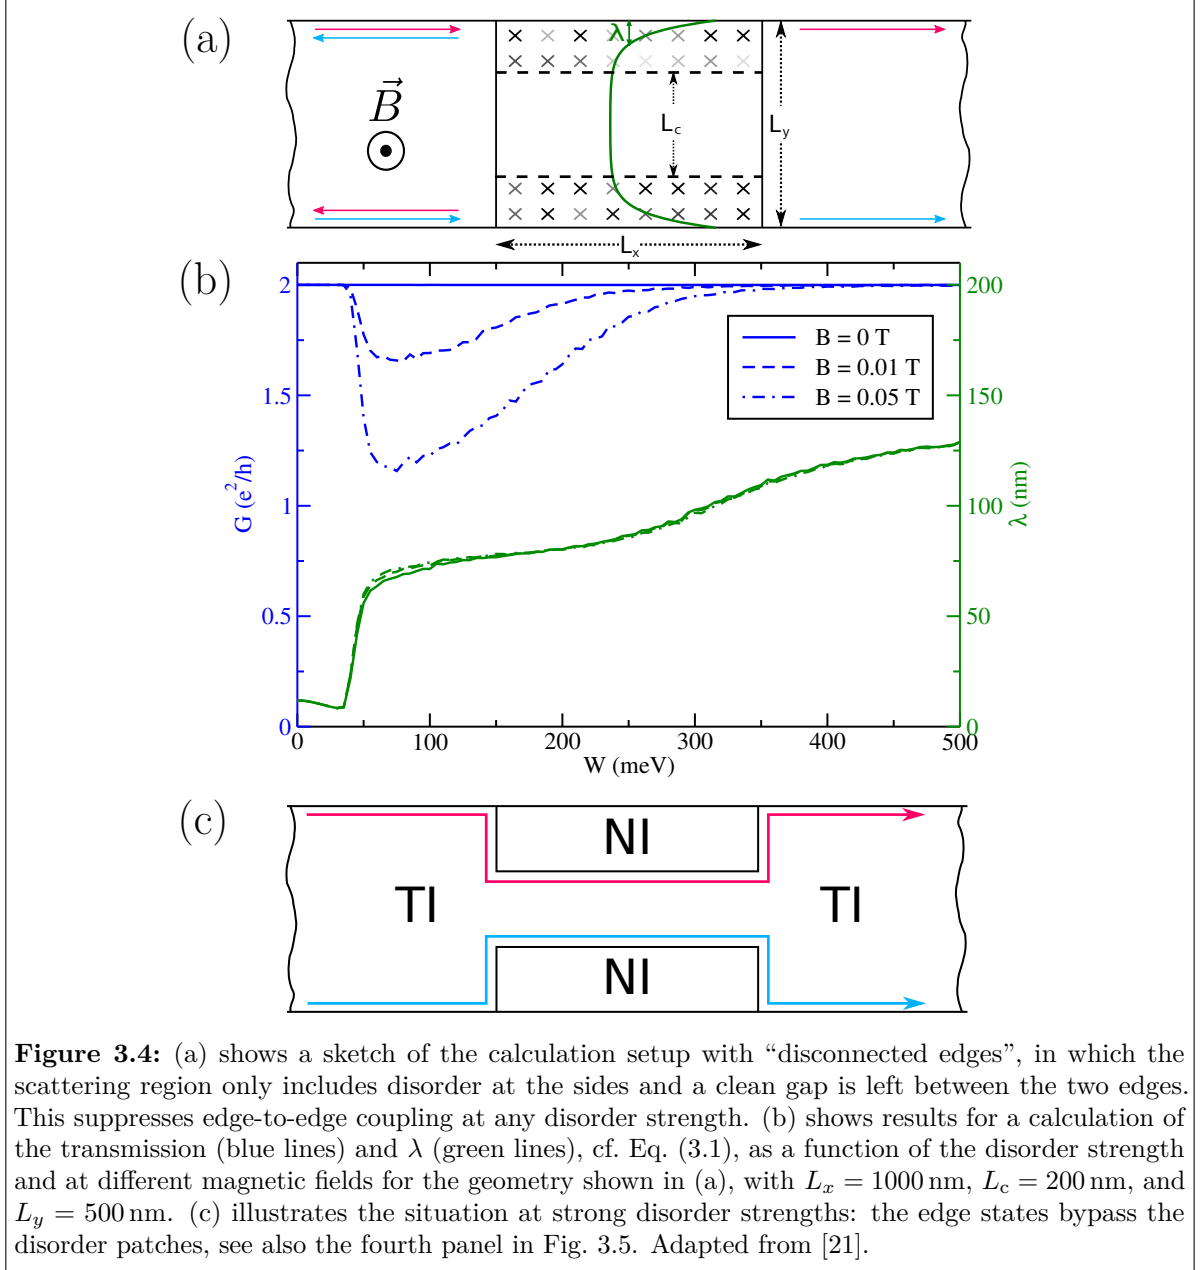 (a)
λ
B
L_c
L_y
L_x
(b)
2
1.5
1
0.5
0
G (e²/h)
B = 0 T
B = 0.01 T
B = 0.05 T
200
150
100
50
0
λ (nm)
0 100 200 300 400 500
W (meV)
(c)
NI
TI TI
NI
Figure 3.4: (a) shows a sketch of the calculation setup with “disconnected edges”, in which the
scattering region only includes disorder at the sides and a clean gap is left between the two edges.
This suppresses edge-to-edge coupling at any disorder strength. (b) shows results for a calculation of
the transmission (blue lines) and λ (green lines), cf. Eq. (3.1), as a function of the disorder strength
and at different magnetic fields for the geometry shown in (a), with L_x = 1000 nm, L_c = 200 nm, and
L_y = 500 nm. (c) illustrates the situation at strong disorder strengths: the edge states bypass the
disorder patches, see also the fourth panel in Fig. 3.5. Adapted from [21].